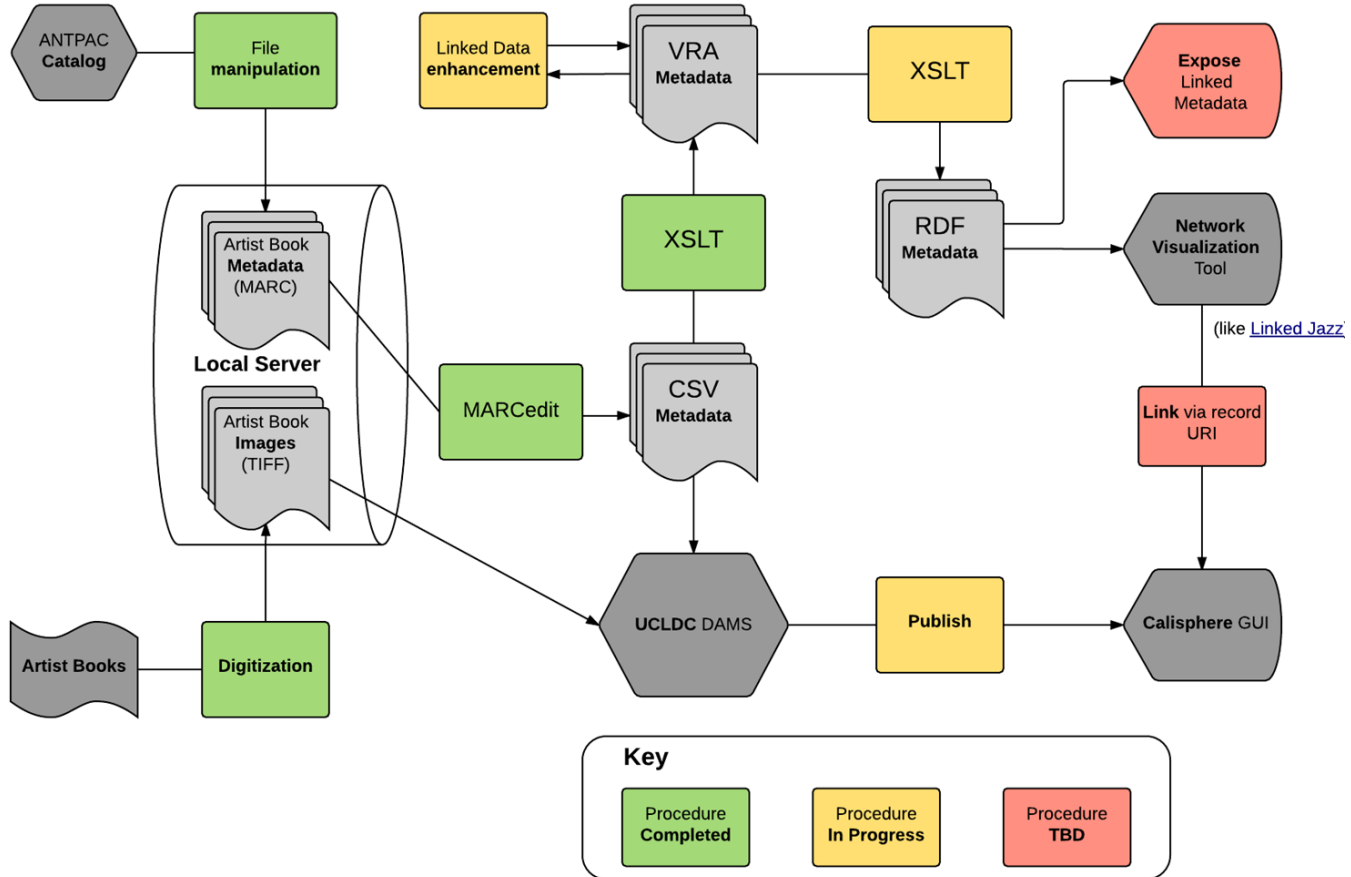 ANTPAC
Catalog
File
manipulation
Linked Data
enhancement
VRA
Metadata
XSLT
Expose
Linked
Metadata
Artist Book
Metadata
(MARC)
XSLT
RDF
Metadata
Network
Visualization
Tool
(like Linked Jazz)
Local Server
MARCedit
CSV
Metadata
Link via record
URI
Artist Book
Images
(TIFF)
Artist Books
Digitization
UCLDC DAMS
Publish
Calisphere GUI
Key
Procedure
Completed
Procedure
In Progress
Procedure
TBD